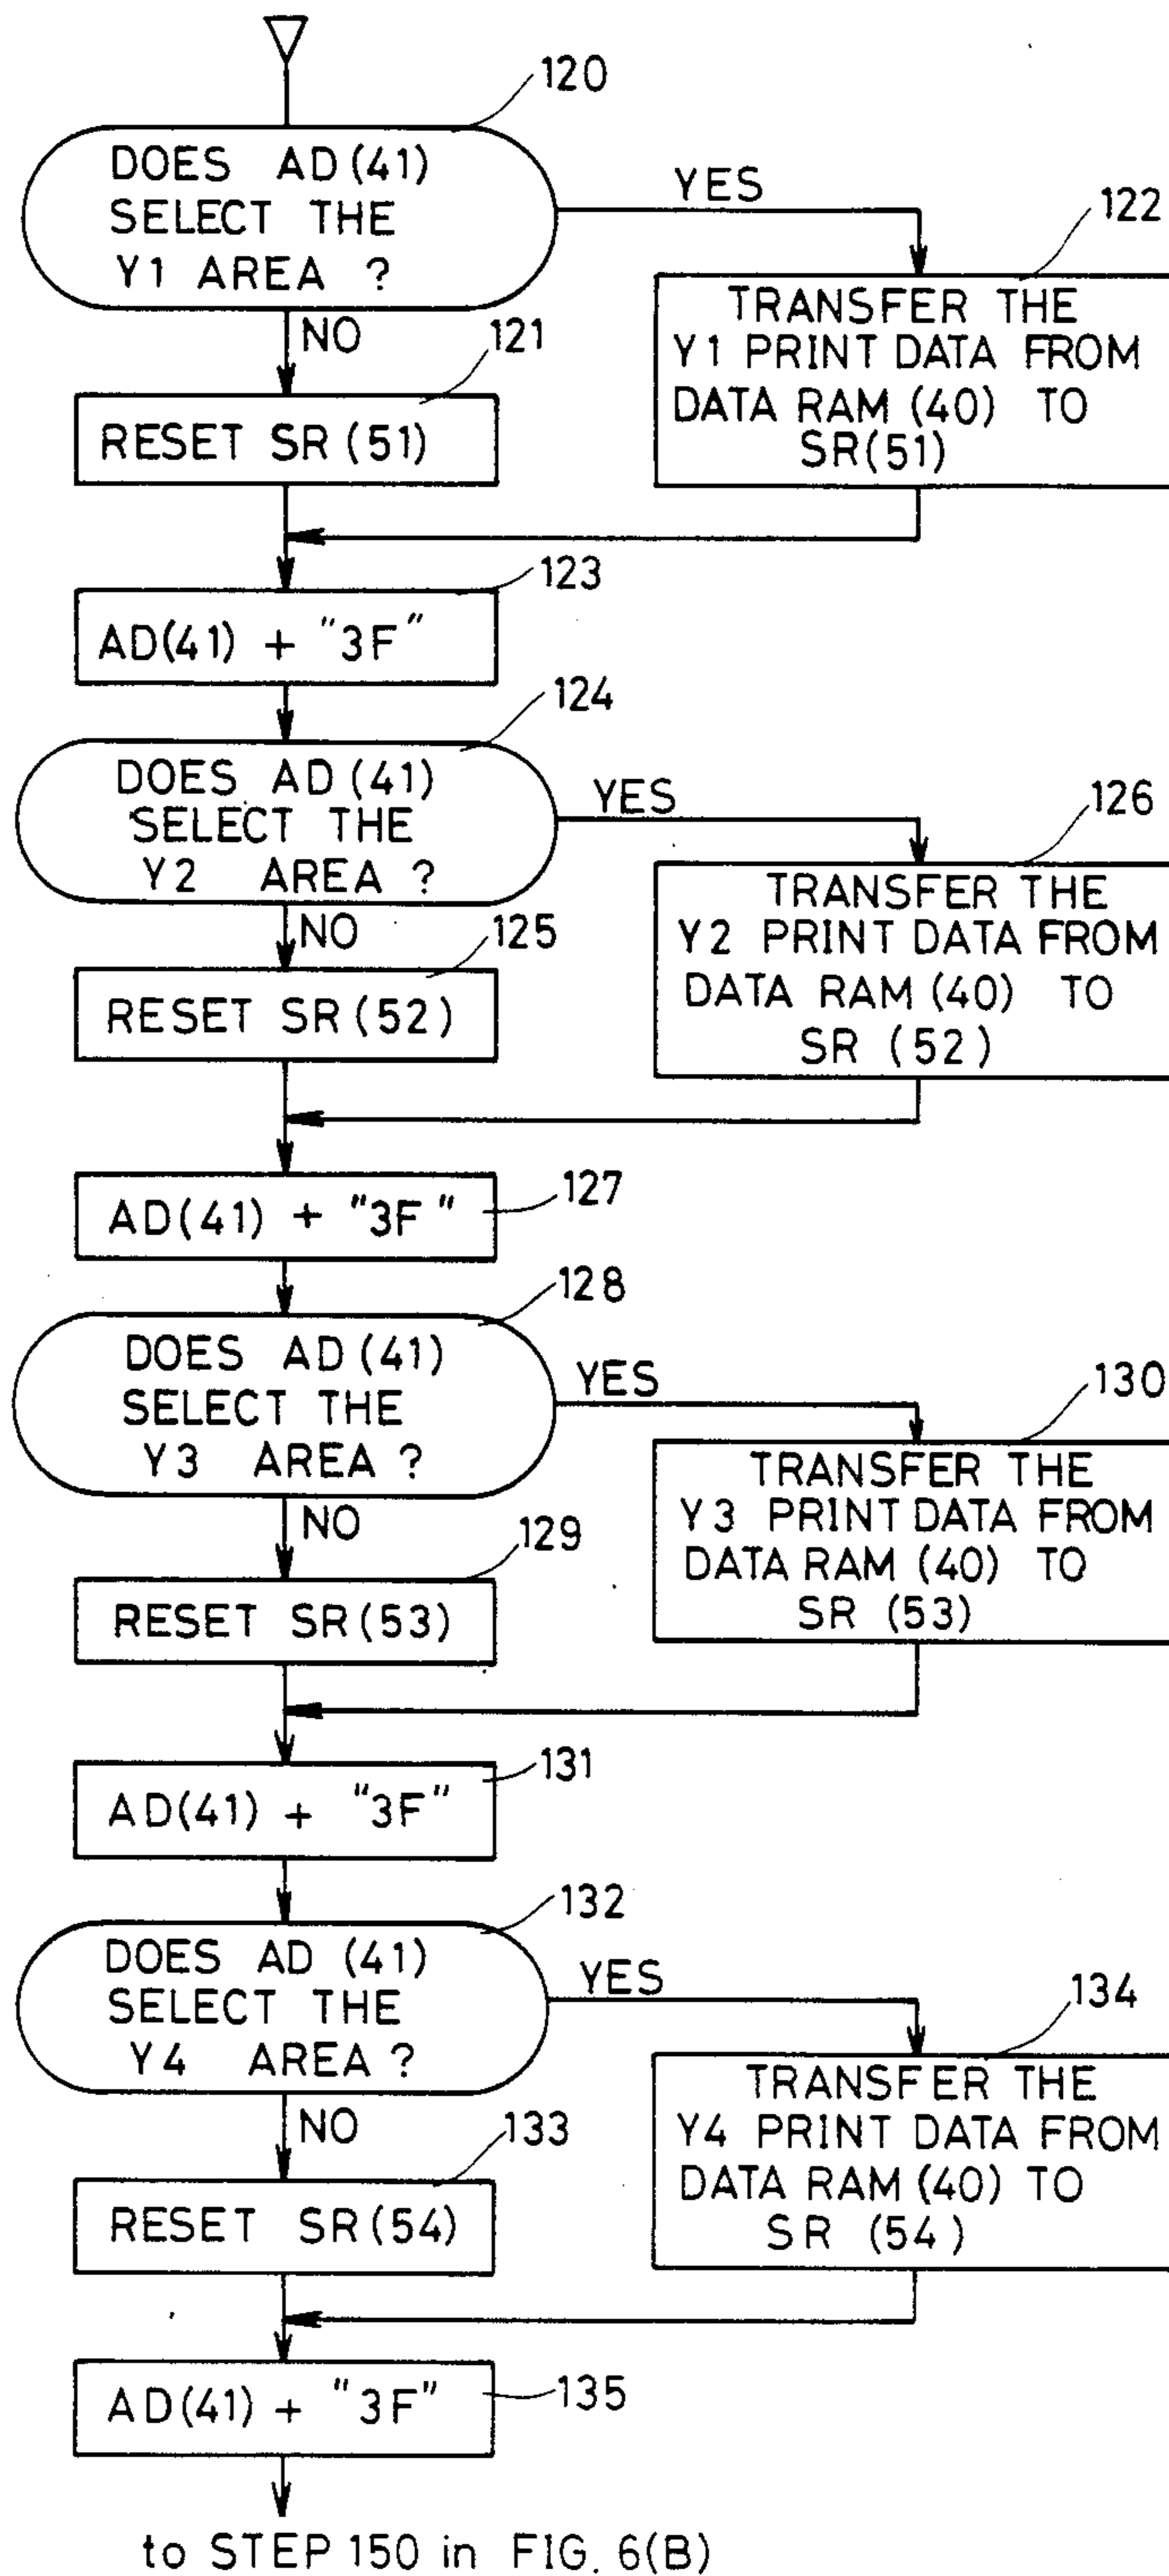 120
DOES AD (41)
SELECT THE
Y1 AREA ?
YES
122
TRANSFER THE
Y1 PRINT DATA FROM
DATA RAM (40) TO
SR(51)
NO
121
RESET SR (51)
123
AD(41) + "3F"
124
DOES AD (41)
SELECT THE
Y2 AREA ?
YES
126
TRANSFER THE
Y2 PRINT DATA FROM
DATA RAM (40) TO
SR (52)
NO
125
RESET SR (52)
127
AD(41) + "3F"
128
DOES AD (41)
SELECT THE
Y3 AREA ?
YES
130
TRANSFER THE
Y3 PRINT DATA FROM
DATA RAM (40) TO
SR (53)
NO
129
RESET SR (53)
131
AD(41) + "3F"
132
DOES AD (41)
SELECT THE
Y4 AREA ?
YES
134
TRANSFER THE
Y4 PRINT DATA FROM
DATA RAM (40) TO
SR (54)
NO
133
RESET SR (54)
AD(41) + "3F"
135
to STEP 150 in FIG. 6(B)